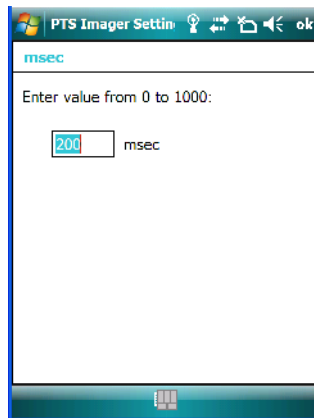 PTS Imager Settin ok
msec
Enter value from 0 to 1000:
200 msec